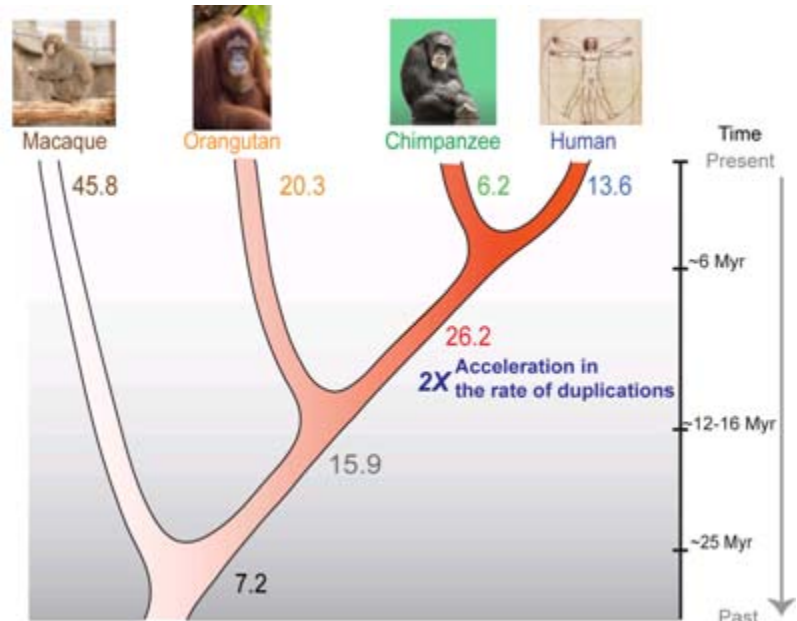 Macaque
Orangutan
Chimpanzee
Human
Time
Present
45.8
20.3
6.2
13.6
~6 Myr
26.2
2X Acceleration in
the rate of duplications
~12-16 Myr
15.9
~25 Myr
7.2
Past